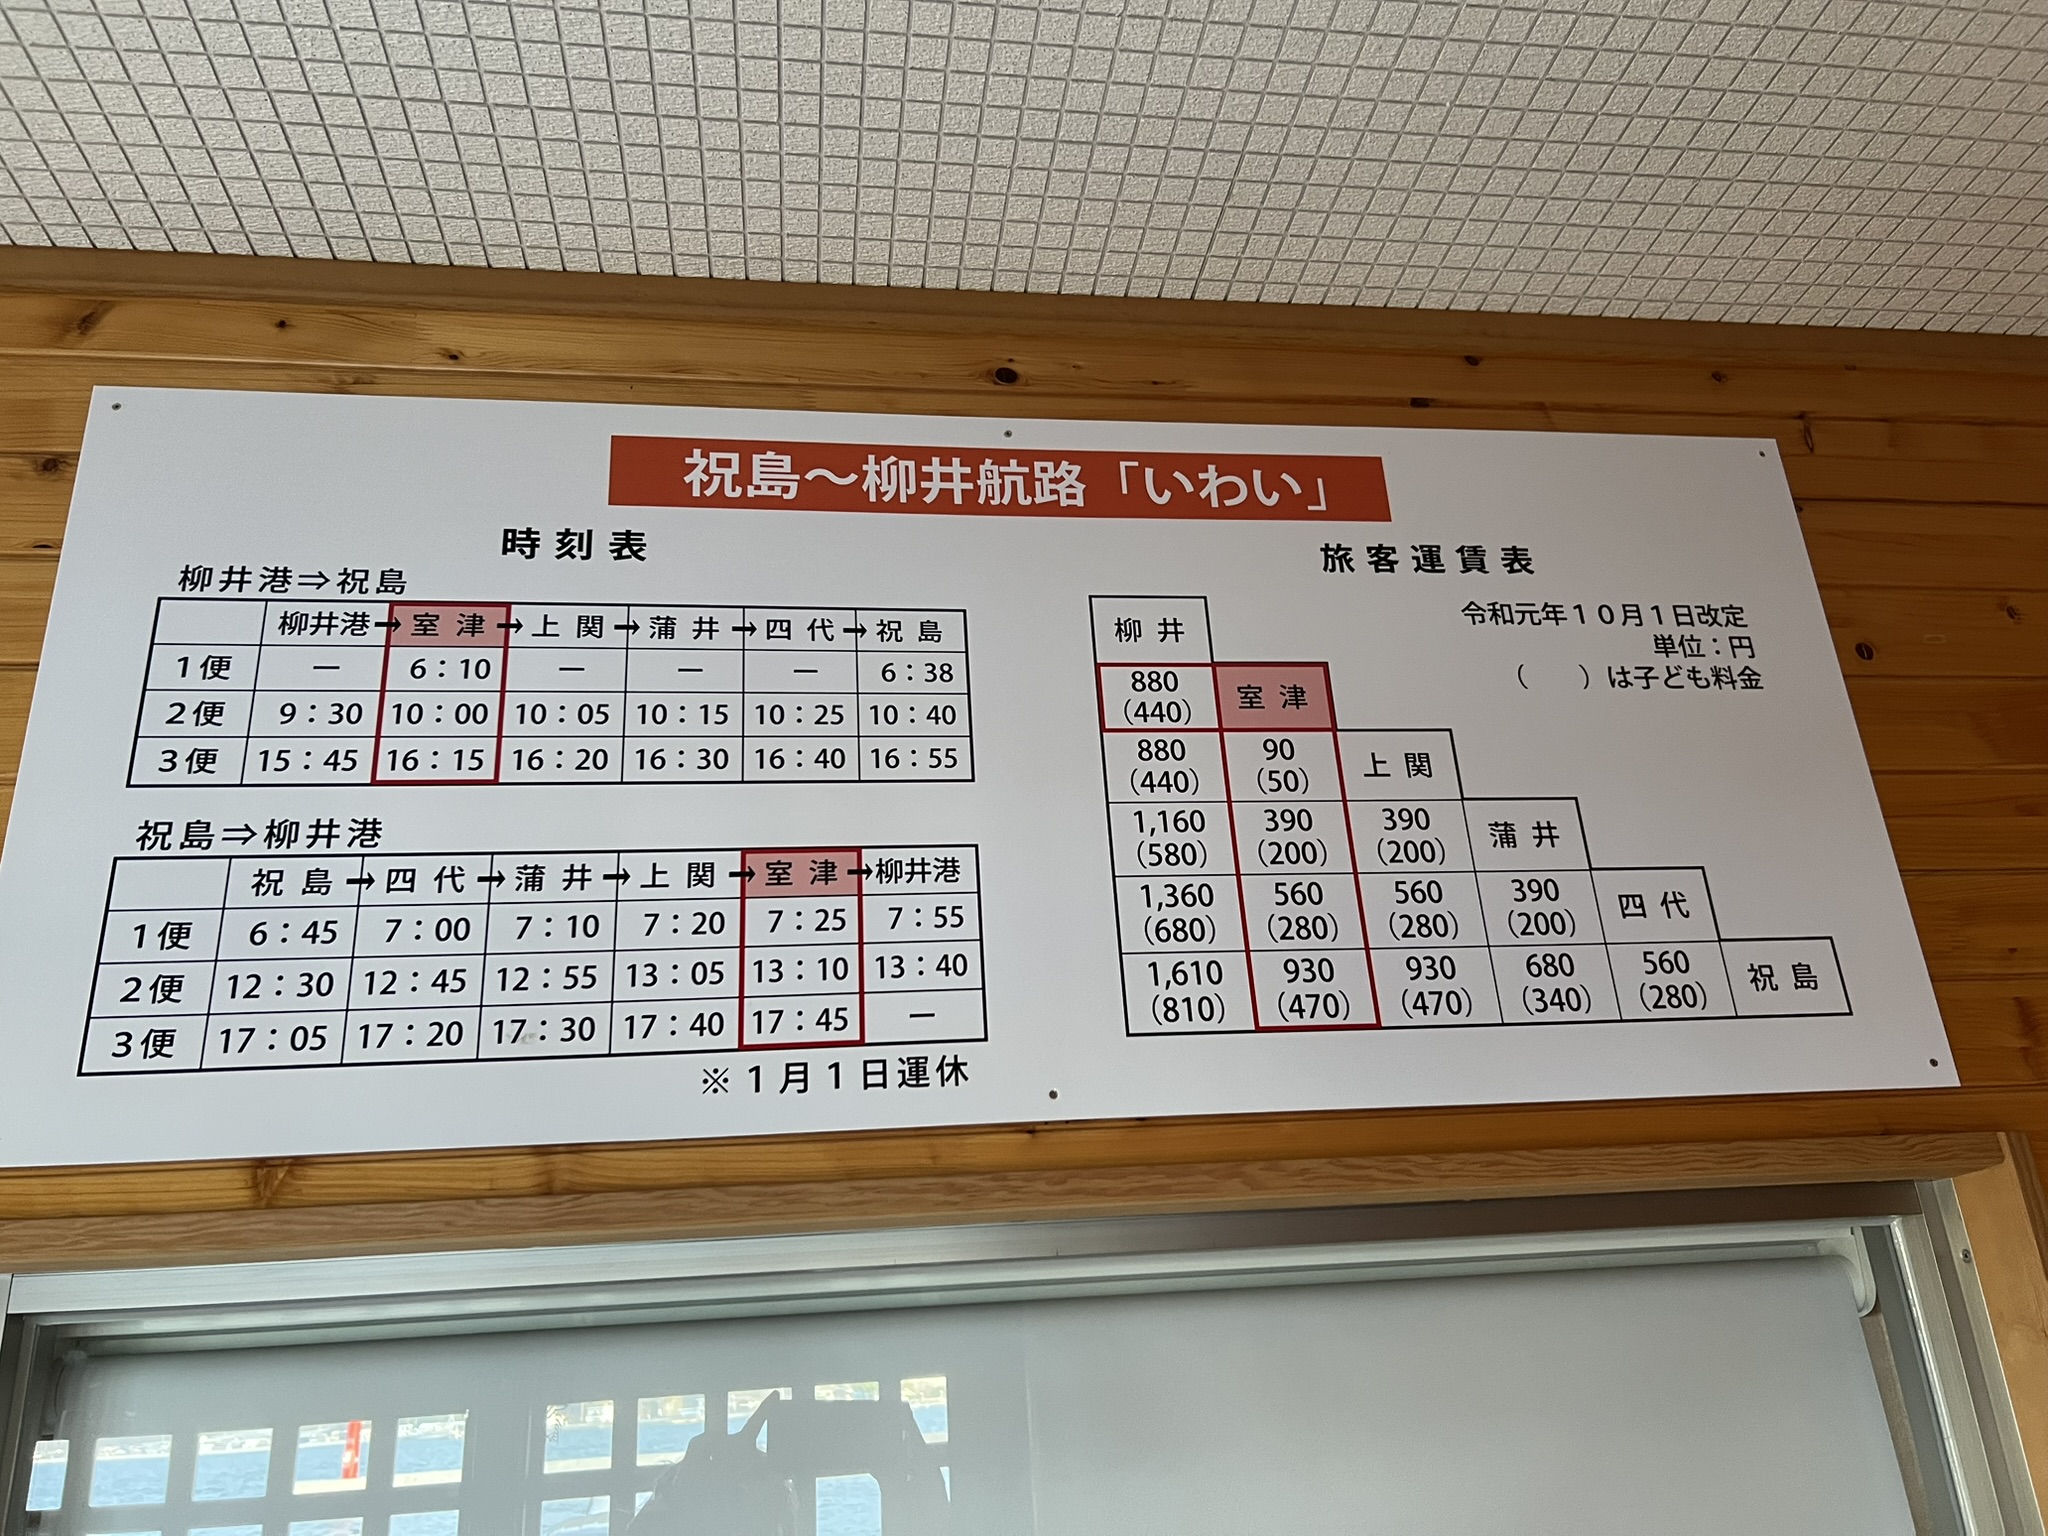 祝島～柳井航路「いわい」
時刻表
柳井港⇒祝島
柳井港→室津→上関→蒲井→四代→祝島
1便 ― 6：10 ― ― ― 6：38
2便 9：30 10：00 10：05 10：15 10：25 10：40
3便 15：45 16：15 16：20 16：30 16：40 16：55
祝島⇒柳井港
祝島→四代→蒲井→上関→室津→柳井港
1便 6：45 7：00 7：10 7：20 7：25 7：55
2便 12：30 12：45 12：55 13：05 13：10 13：40
3便 17：05 17：20 17：30 17：40 17：45 ―
※1月1日運休
旅客運賃表
令和元年10月1日改定
単位：円
（　　）は子ども料金
柳井
880 室津
(440)
880 90 上関
(440) (50)
1,160 390 390 蒲井
(580) (200) (200)
1,360 560 560 390 四代
(680) (280) (280) (200)
1,610 930 930 680 560 祝島
(810) (470) (470) (340) (280)